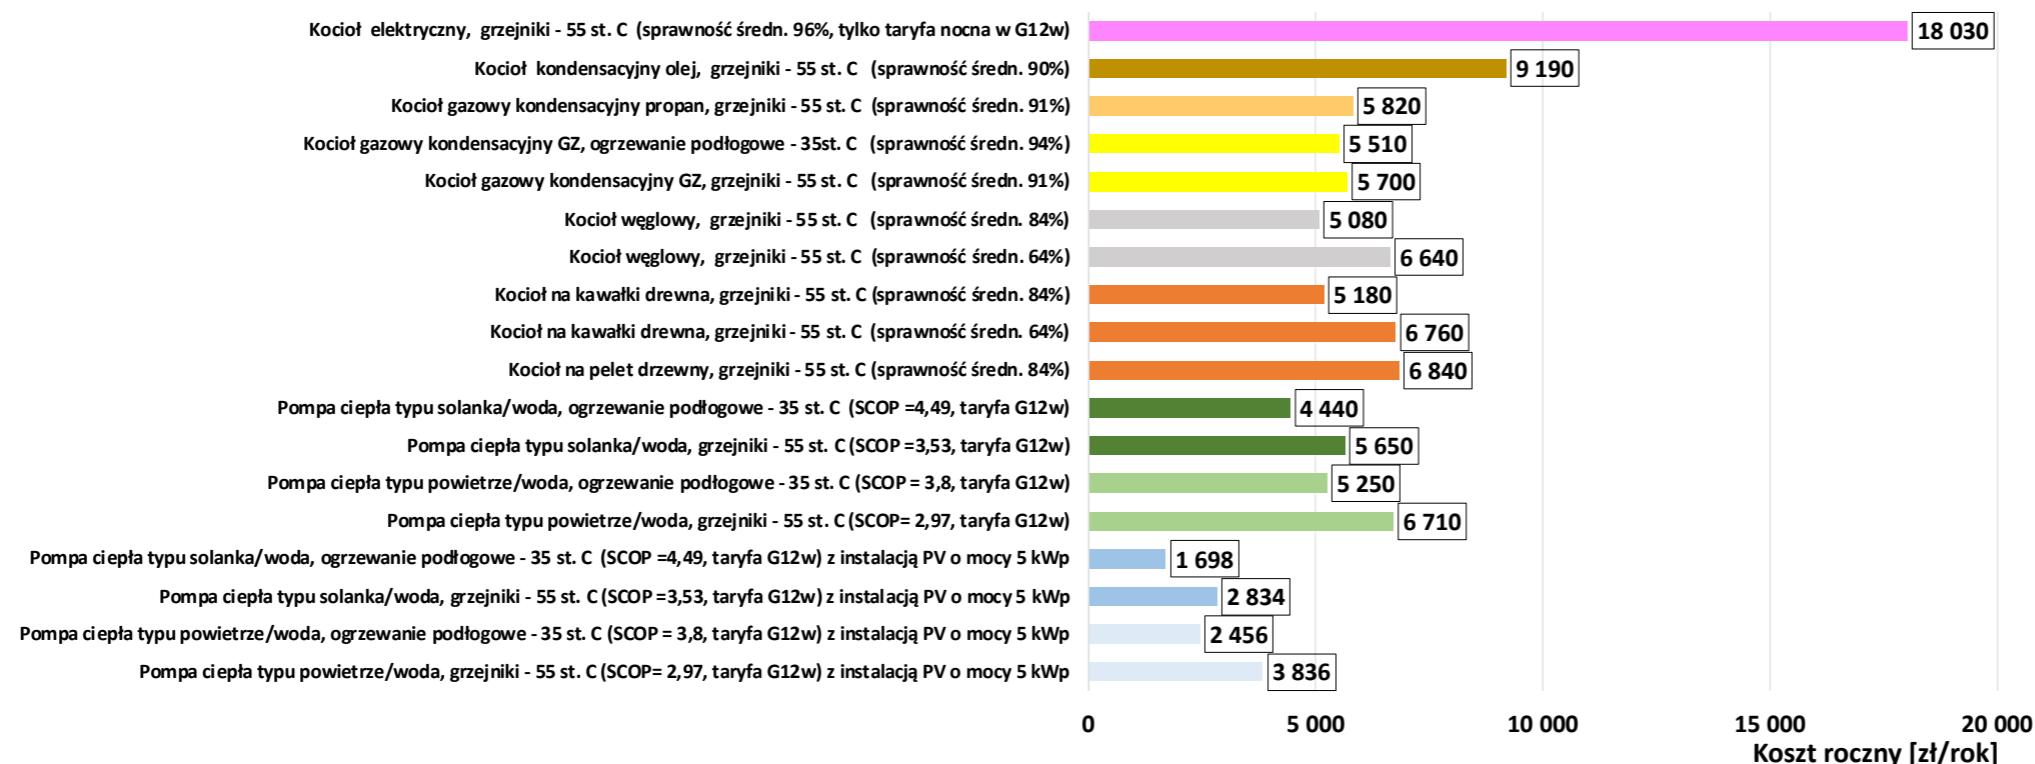 Kocioł elektryczny, grzejniki - 55 st. C (sprawność średn. 96%, tylko taryfa nocna w G12w) 18 030
Kocioł kondensacyjny olej, grzejniki - 55 st. C (sprawność średn. 90%) 9 190
Kocioł gazowy kondensacyjny propan, grzejniki - 55 st. C (sprawność średn. 91%) 5 820
Kocioł gazowy kondensacyjny GZ, ogrzewanie podłogowe - 35st. C (sprawność średn. 94%) 5 510
Kocioł gazowy kondensacyjny GZ, grzejniki - 55 st. C (sprawność średn. 91%) 5 700
Kocioł węglowy, grzejniki - 55 st. C (sprawność średn. 84%) 5 080
Kocioł węglowy, grzejniki - 55 st. C (sprawność średn. 64%) 6 640
Kocioł na kawałki drewna, grzejniki - 55 st. C (sprawność średn. 84%) 5 180
Kocioł na kawałki drewna, grzejniki - 55 st. C (sprawność średn. 64%) 6 760
Kocioł na pelet drzewny, grzejniki - 55 st. C (sprawność średn. 84%) 6 840
Pompa ciepła typu solanka/woda, ogrzewanie podłogowe - 35 st. C (SCOP =4,49, taryfa G12w) 4 440
Pompa ciepła typu solanka/woda, grzejniki - 55 st. C (SCOP =3,53, taryfa G12w) 5 650
Pompa ciepła typu powietrze/woda, ogrzewanie podłogowe - 35 st. C (SCOP = 3,8, taryfa G12w) 5 250
Pompa ciepła typu powietrze/woda, grzejniki - 55 st. C (SCOP= 2,97, taryfa G12w) 6 710
Pompa ciepła typu solanka/woda, ogrzewanie podłogowe - 35 st. C (SCOP =4,49, taryfa G12w) z instalacją PV o mocy 5 kWp 1 698
Pompa ciepła typu solanka/woda, grzejniki - 55 st. C (SCOP =3,53, taryfa G12w) z instalacją PV o mocy 5 kWp 2 834
Pompa ciepła typu powietrze/woda, ogrzewanie podłogowe - 35 st. C (SCOP = 3,8, taryfa G12w) z instalacją PV o mocy 5 kWp 2 456
Pompa ciepła typu powietrze/woda, grzejniki - 55 st. C (SCOP= 2,97, taryfa G12w) z instalacją PV o mocy 5 kWp 3 836
0 5 000 10 000 15 000 20 000
Koszt roczny [zł/rok]